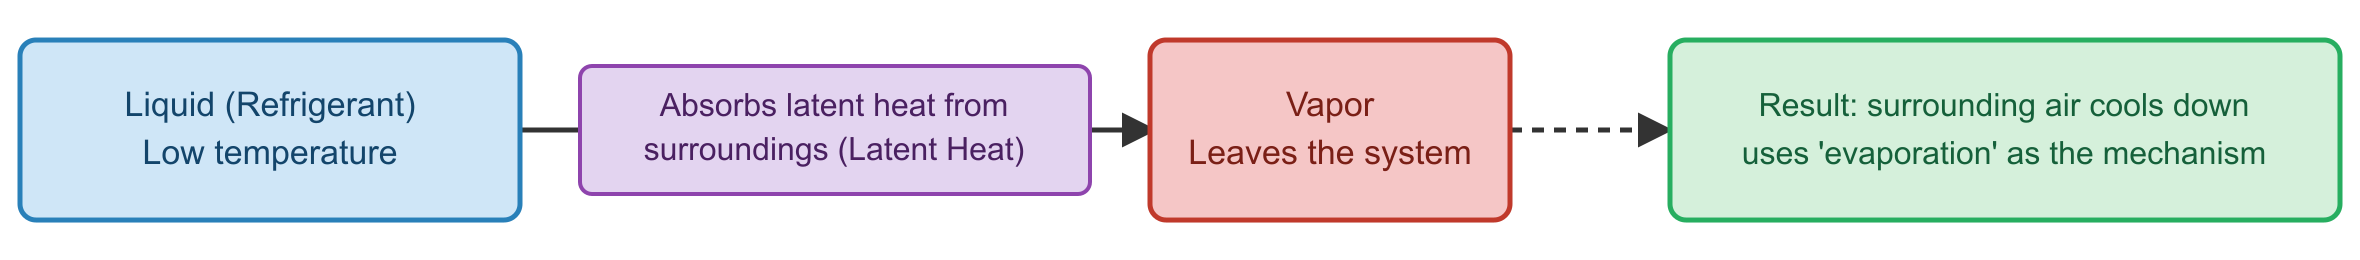 Liquid (Refrigerant)
Low temperature
Absorbs latent heat from
surroundings (Latent Heat)
Vapor
Leaves the system
Result: surrounding air cools down
uses 'evaporation' as the mechanism